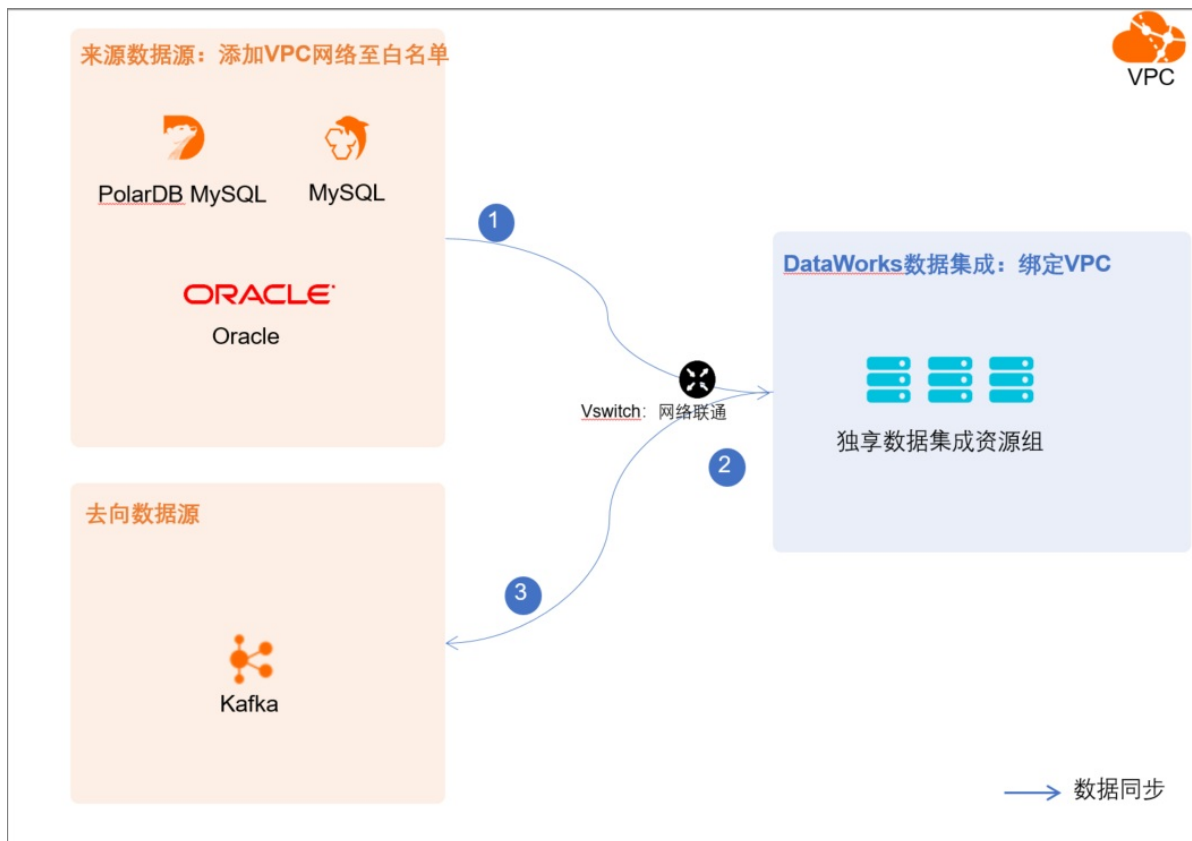 VPC
来源数据源：添加VPC网络至白名单
PolarDB MySQL
MySQL
ORACLE
Oracle
1
DataWorks数据集成：绑定VPC
独享数据集成资源组
Vswitch：网络联通
2
去向数据源
3
Kafka
数据同步